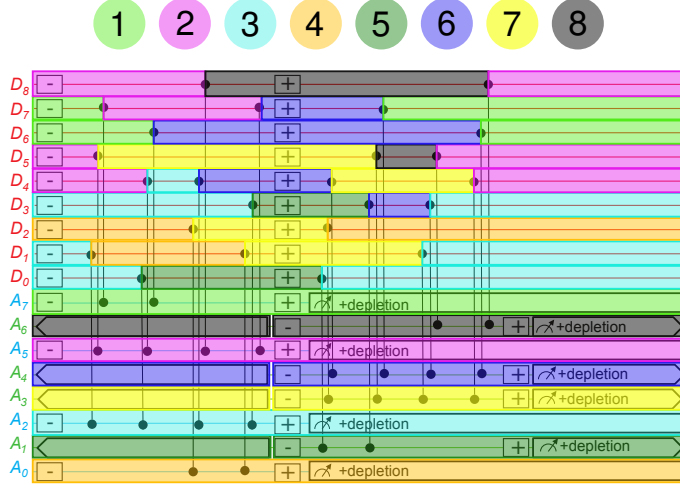 1 2 3 4 5 6 7 8
D8 - +
D7 - +
D6 - +
D5 - +
D4 - +
D3 - +
D2 - +
D1 - +
D0 - +
A7 - + +depletion
A6 - + +depletion
A5 - + +depletion
A4 - + +depletion
A3 - + +depletion
A2 - + +depletion
A1 - + +depletion
A0 - + +depletion